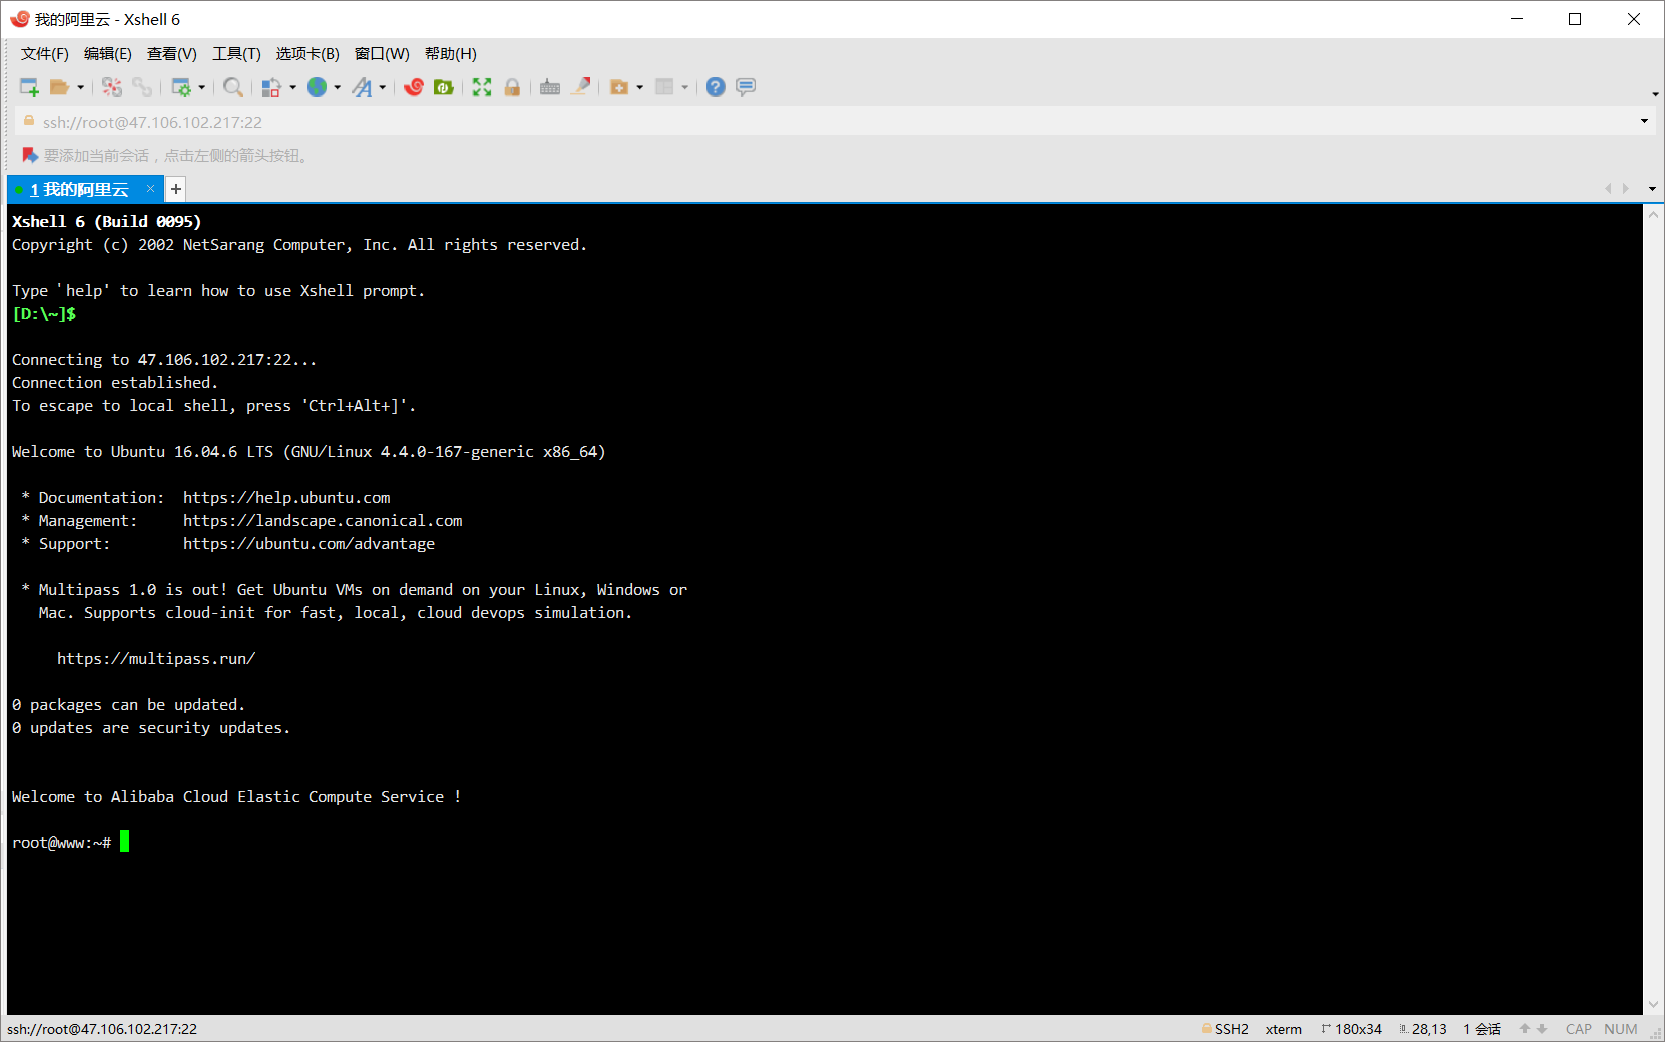 我的阿里云 - Xshell 6
文件(F) 编辑(E) 查看(V) 工具(T) 选项卡(B) 窗口(W) 帮助(H)
ssh://root@47.106.102.217:22
要添加当前会话，点击左侧的箭头按钮。
1 我的阿里云 × +
Xshell 6 (Build 0095)
Copyright (c) 2002 NetSarang Computer, Inc. All rights reserved.
Type `help' to learn how to use Xshell prompt.
[D:\~]$
Connecting to 47.106.102.217:22...
Connection established.
To escape to local shell, press 'Ctrl+Alt+]'.
Welcome to Ubuntu 16.04.6 LTS (GNU/Linux 4.4.0-167-generic x86_64)
* Documentation:  https://help.ubuntu.com
* Management:     https://landscape.canonical.com
* Support:        https://ubuntu.com/advantage
* Multipass 1.0 is out! Get Ubuntu VMs on demand on your Linux, Windows or
Mac. Supports cloud-init for fast, local, cloud devops simulation.
https://multipass.run/
0 packages can be updated.
0 updates are security updates.
Welcome to Alibaba Cloud Elastic Compute Service !
root@www:~#
ssh://root@47.106.102.217:22 SSH2 xterm 180x34 28,13 1 会话 CAP NUM